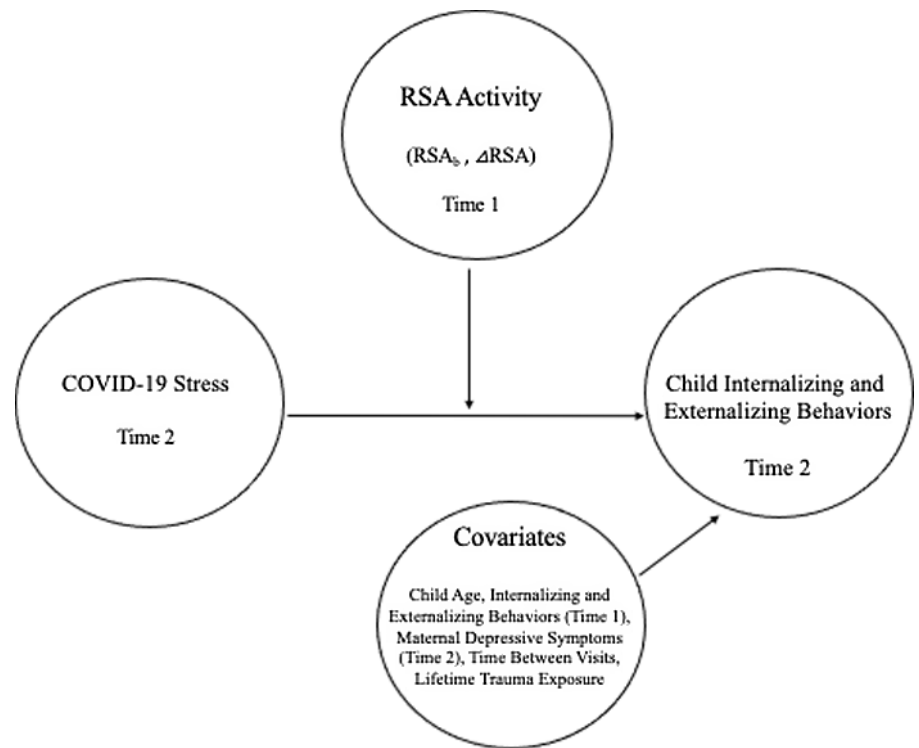 RSA Activity
(RSAb , ΔRSA)
Time 1
COVID-19 Stress
Time 2
Child Internalizing and
Externalizing Behaviors
Time 2
Covariates
Child Age, Internalizing and
Externalizing Behaviors (Time 1),
Maternal Depressive Symptoms
(Time 2), Time Between Visits,
Lifetime Trauma Exposure